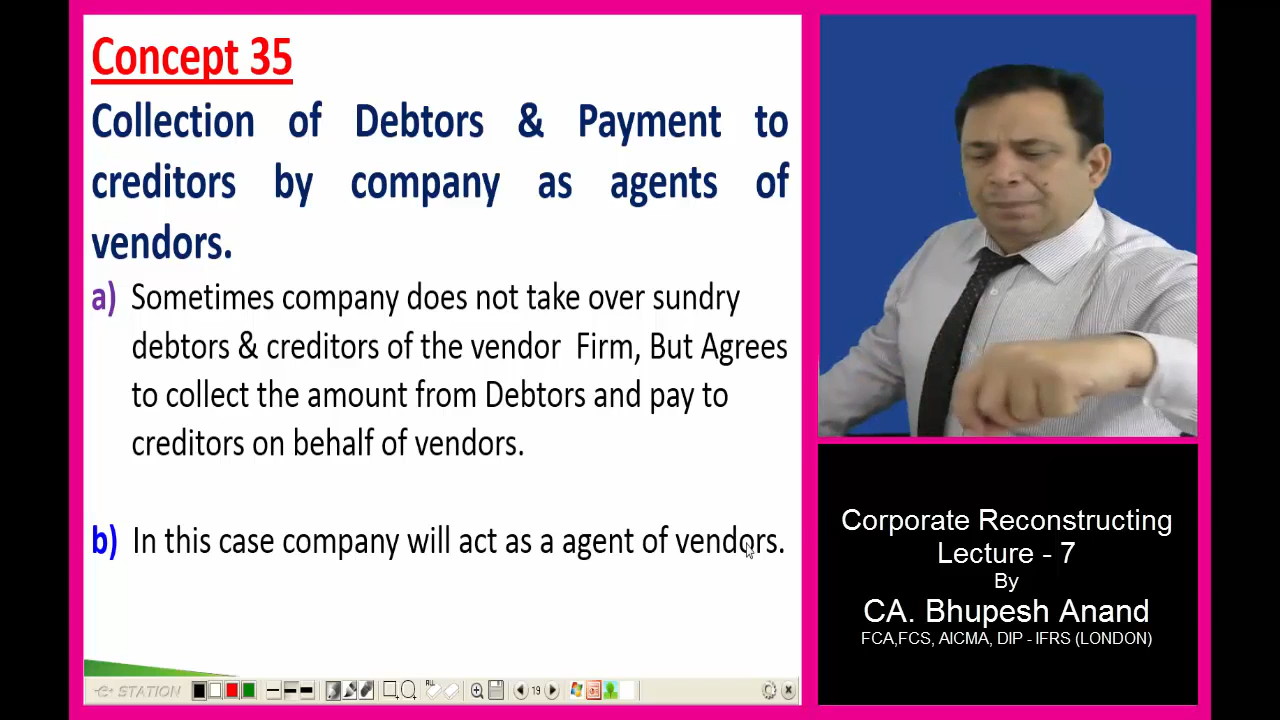 Concept 35
Collection of Debtors & Payment to
creditors by company as agents of
vendors.
a) Sometimes company does not take over sundry
debtors & creditors of the vendor Firm, But Agrees
to collect the amount from Debtors and pay to
creditors on behalf of vendors.
b) In this case company will act as a agent of vendors.
e-STATION
19
Corporate Reconstructing
Lecture - 7
By
CA. Bhupesh Anand
FCA,FCS, AICMA, DIP - IFRS (LONDON)